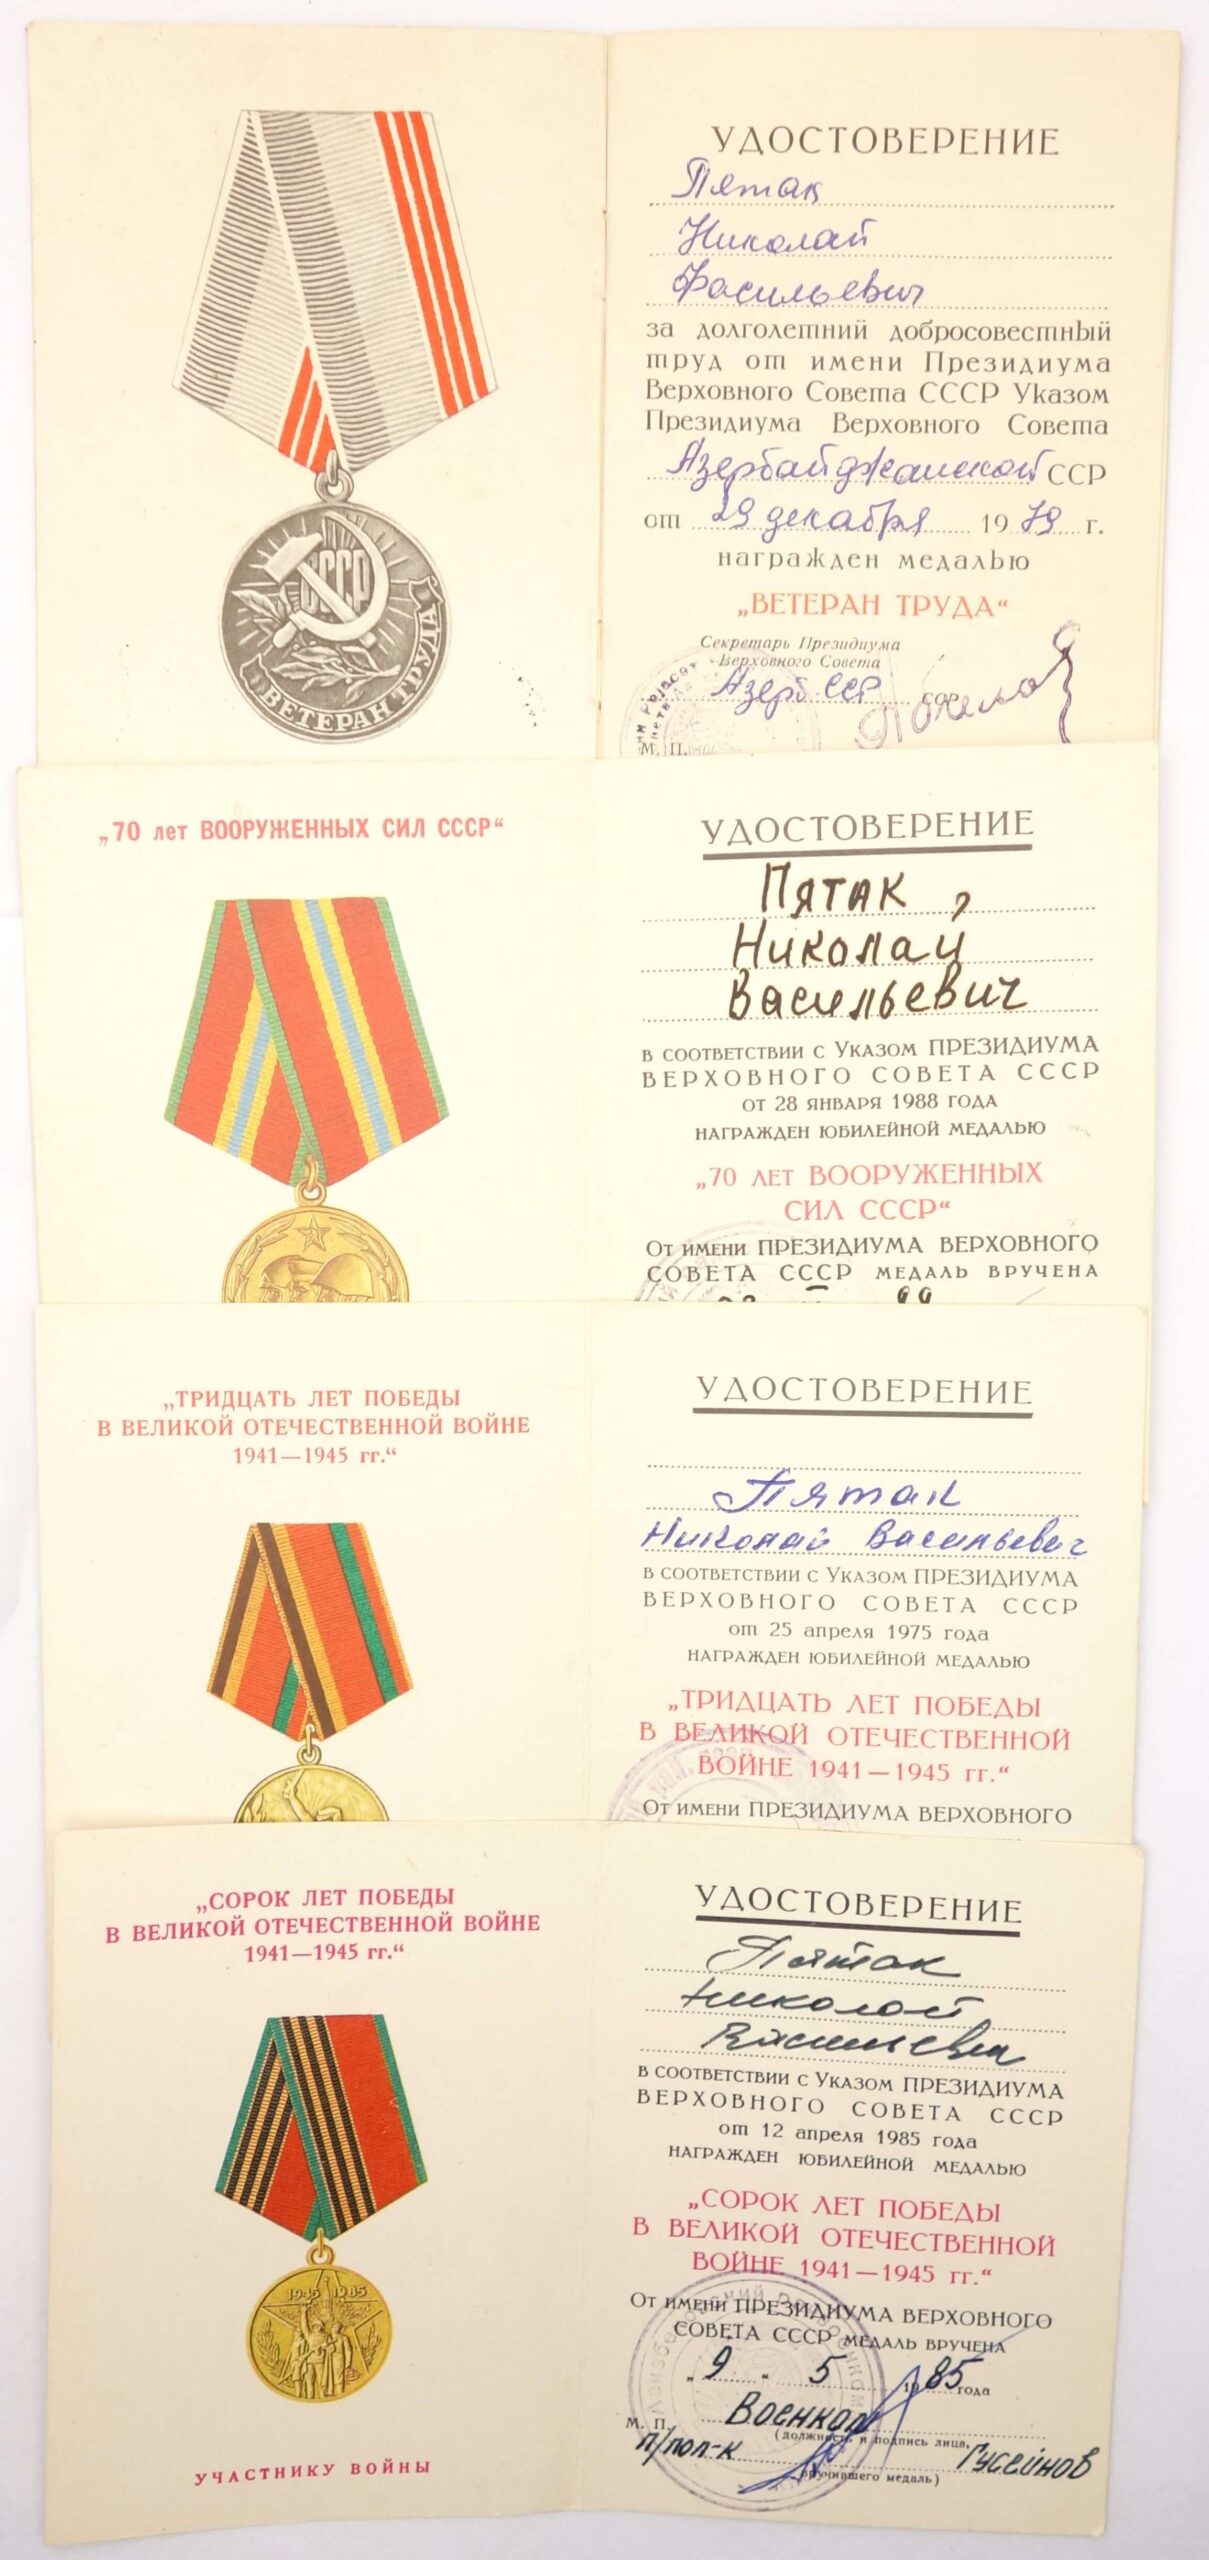 УДОСТОВЕРЕНИЕ
Пятак
Николай
Васильевич
за долголетний добросовестный
труд от имени Президиума
Верховного Совета СССР Указом
Президиума Верховного Совета
Азербайджанской ССР
от 29 декабря 1979 г.
награжден медалью
„ВЕТЕРАН ТРУДА“
Секретарь Президиума
Верховного Совета
Азерб ССР ССР
М. П.
СССР
ВЕТЕРАН ТРУДА
„70 лет ВООРУЖЕННЫХ СИЛ СССР“
УДОСТОВЕРЕНИЕ
Пятак,
Николай
Васильевич
в соответствии с Указом ПРЕЗИДИУМА
ВЕРХОВНОГО СОВЕТА СССР
от 28 января 1988 года
награжден юбилейной медалью
„70 лет ВООРУЖЕННЫХ
СИЛ СССР“
От имени ПРЕЗИДИУМА ВЕРХОВНОГО
СОВЕТА СССР медаль вручена
„ТРИДЦАТЬ ЛЕТ ПОБЕДЫ
В ВЕЛИКОЙ ОТЕЧЕСТВЕННОЙ ВОЙНЕ
1941—1945 гг.“
УДОСТОВЕРЕНИЕ
Пятак
Николай Васильевич
в соответствии с Указом ПРЕЗИДИУМА
ВЕРХОВНОГО СОВЕТА СССР
от 25 апреля 1975 года
награжден юбилейной медалью
„ТРИДЦАТЬ ЛЕТ ПОБЕДЫ
В ВЕЛИКОЙ ОТЕЧЕСТВЕННОЙ
ВОЙНЕ 1941—1945 гг.“
От имени ПРЕЗИДИУМА ВЕРХОВНОГО
„СОРОК ЛЕТ ПОБЕДЫ
В ВЕЛИКОЙ ОТЕЧЕСТВЕННОЙ ВОЙНЕ
1941—1945 гг.“
1945 1985
УЧАСТНИКУ ВОЙНЫ
УДОСТОВЕРЕНИЕ
Пятак
Николай
Васильевич
в соответствии с Указом ПРЕЗИДИУМА
ВЕРХОВНОГО СОВЕТА СССР
от 12 апреля 1985 года
награжден юбилейной медалью
„СОРОК ЛЕТ ПОБЕДЫ
В ВЕЛИКОЙ ОТЕЧЕСТВЕННОЙ
ВОЙНЕ 1941—1945 гг.“
От имени ПРЕЗИДИУМА ВЕРХОВНОГО
СОВЕТА СССР медаль вручена
„9“ 5 1985 года
М. П. Военком
(должность и подпись лица,
п/пол-к Гусейнов
вручившего медаль)